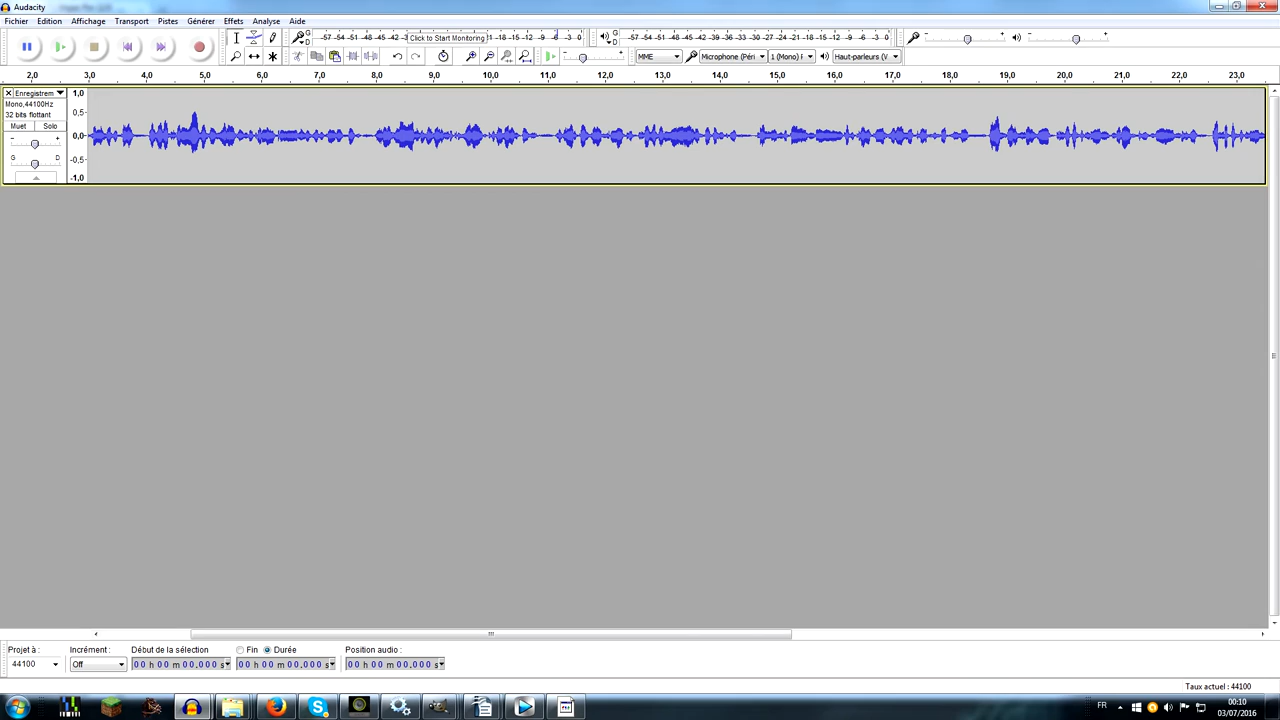 Audacity
Fichier Edition Affichage Transport Pistes Générer Effets Analyse Aide
G D -57-54-51-48-45-42-3 Click to Start Monitoring -18-15-12 -9 -6 -3 0 G D -57-54-51-48-45-42-39-36-33-30-27-24-21-18-15-12 -9 -6 -3 0 - + - +
- + MME Microphone (Péri 1 (Mono) Haut-parleurs (V
2,0 3,0 4,0 5,0 6,0 7,0 8,0 9,0 10,0 11,0 12,0 13,0 14,0 15,0 16,0 17,0 18,0 19,0 20,0 21,0 22,0 23,0
Enregistrem 1,0
Mono,44100Hz
32 bits flottant 0,5
Muet Solo
- + 0,0
G D -0,5
-1,0
Projet à : Incrément : Début de la sélection Fin Durée Position audio :
44100 Off 00 h 00 m 00,000 s 00 h 00 m 00,000 s 00 h 00 m 00,000 s
Taux actuel : 44100
FR 00:10
03/07/2016